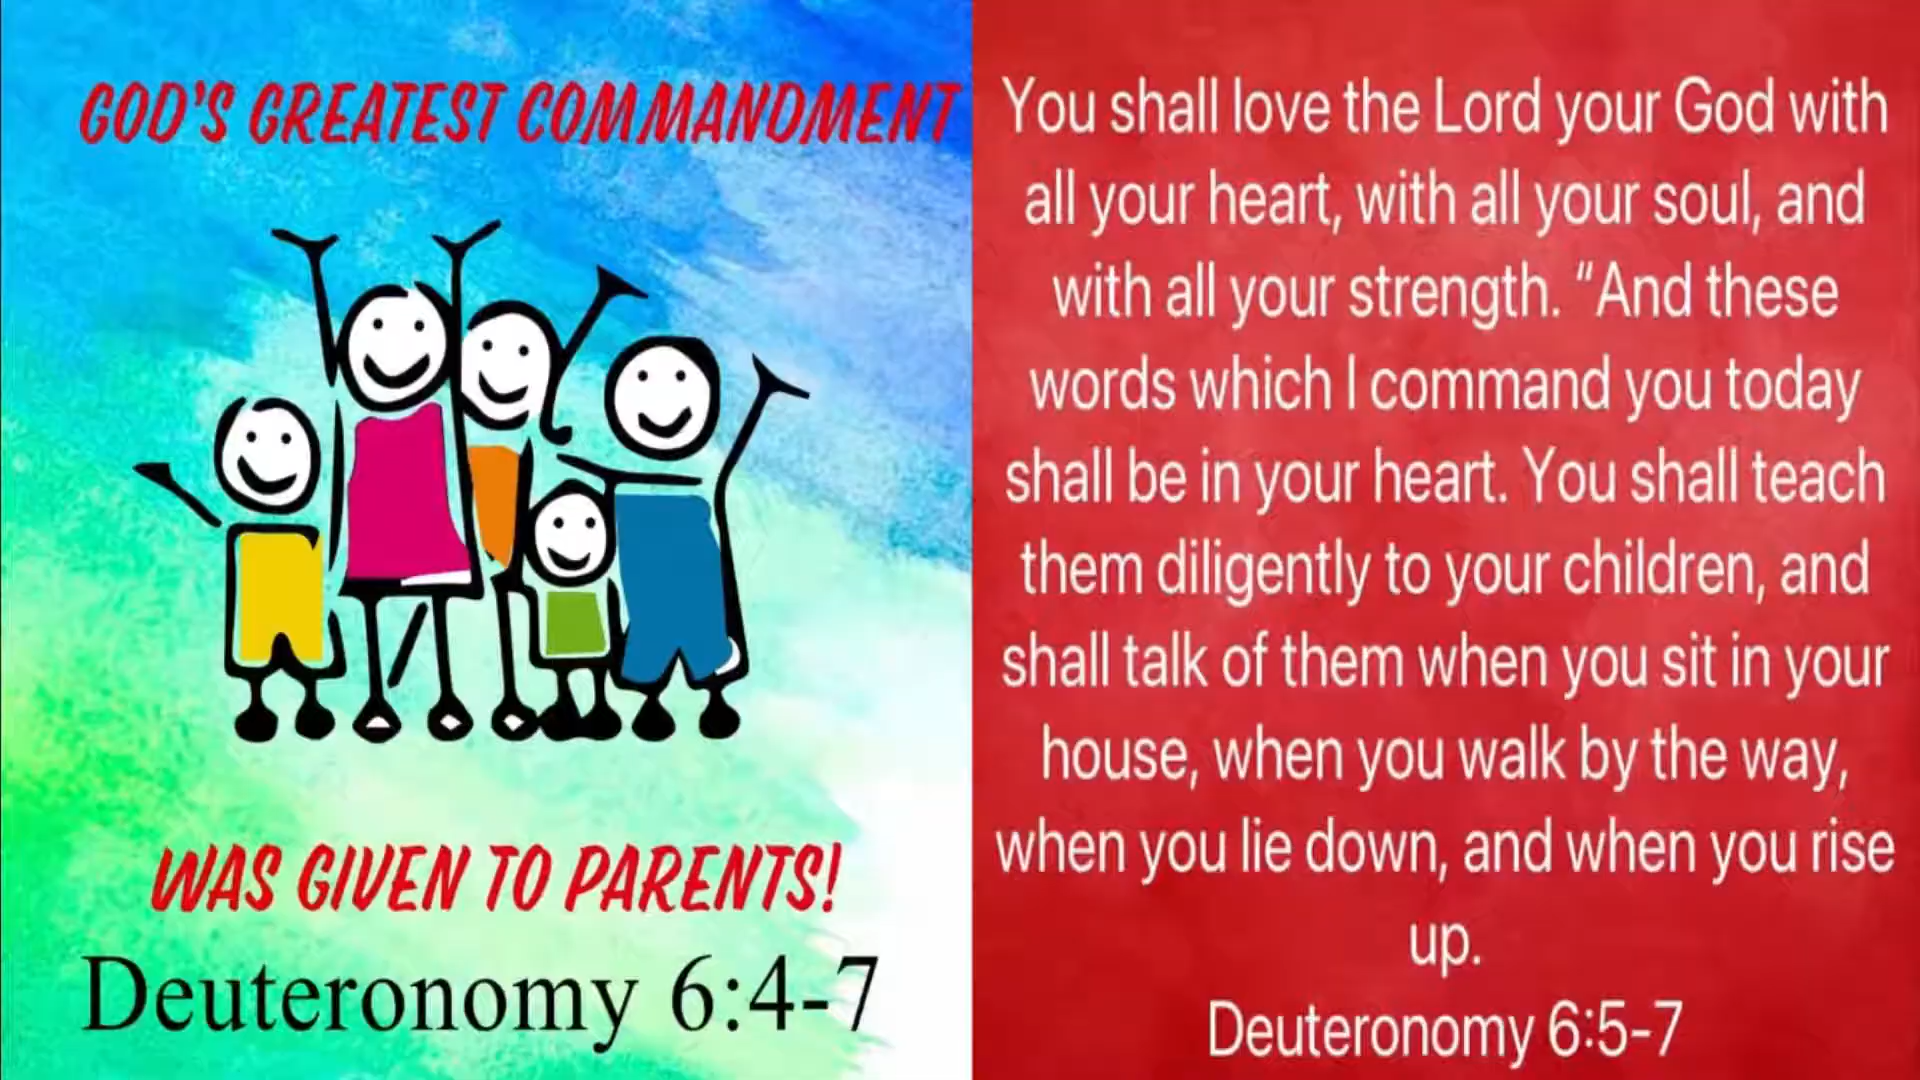 GOD'S GREATEST COMMANDMENT
WAS GIVEN TO PARENTS!
Deuteronomy 6:4-7
You shall love the Lord your God with
all your heart, with all your soul, and
with all your strength. “And these
words which I command you today
shall be in your heart. You shall teach
them diligently to your children, and
shall talk of them when you sit in your
house, when you walk by the way,
when you lie down, and when you rise
up.
Deuteronomy 6:5-7